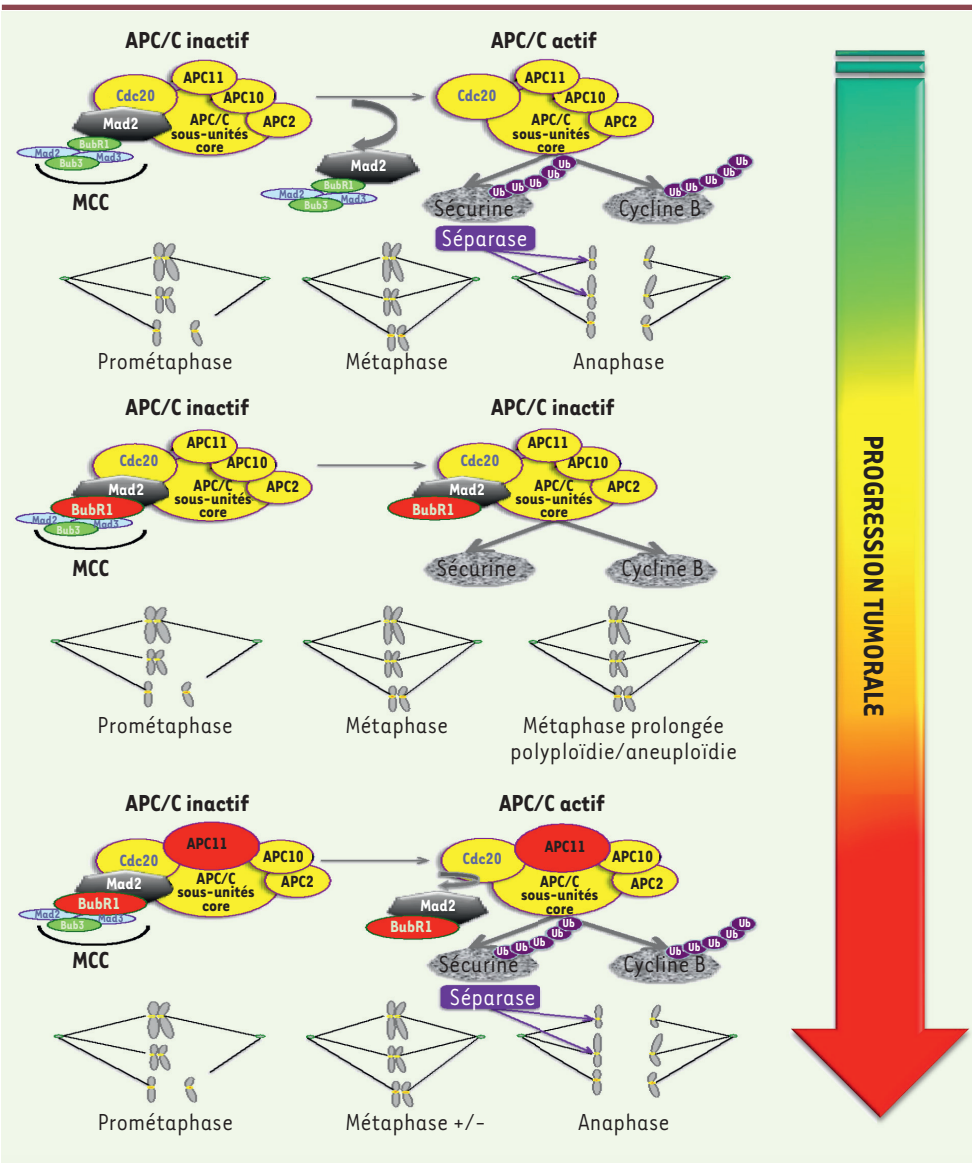 APC/C inactif
APC/C actif
APC11
Cdc20
APC10
Mad2
APC/C
sous-unités
core
APC2
BubR1
Mad2
Mad3
Bub3
MCC
Mad2
BubR1
Mad2
Mad3
Bub3
APC11
Cdc20
APC10
APC/C
sous-unités
core
APC2
Ub
Ub
Ub
Ub
Ub
Sécurine
Ub
Ub
Ub
Ub
Ub
Cycline B
Séparase
Prométaphase
Métaphase
Anaphase
APC/C inactif
APC/C inactif
APC11
Cdc20
APC10
Mad2
APC/C
sous-unités
core
APC2
BubR1
Mad2
Mad3
Bub3
MCC
APC11
Cdc20
APC10
Mad2
APC/C
sous-unités
core
APC2
BubR1
Sécurine
Cycline B
Prométaphase
Métaphase
Métaphase prolongée
polyploïdie/aneuploïdie
APC/C inactif
APC/C actif
APC11
Cdc20
APC10
Mad2
APC/C
sous-unités
core
APC2
BubR1
Mad2
Mad3
Bub3
MCC
APC11
Cdc20
APC10
APC/C
sous-unités
core
APC2
Mad2
BubR1
Ub
Ub
Ub
Ub
Ub
Sécurine
Ub
Ub
Ub
Ub
Ub
Cycline B
Séparase
Prométaphase
Métaphase +/-
Anaphase
PROGRESSION TUMORALE